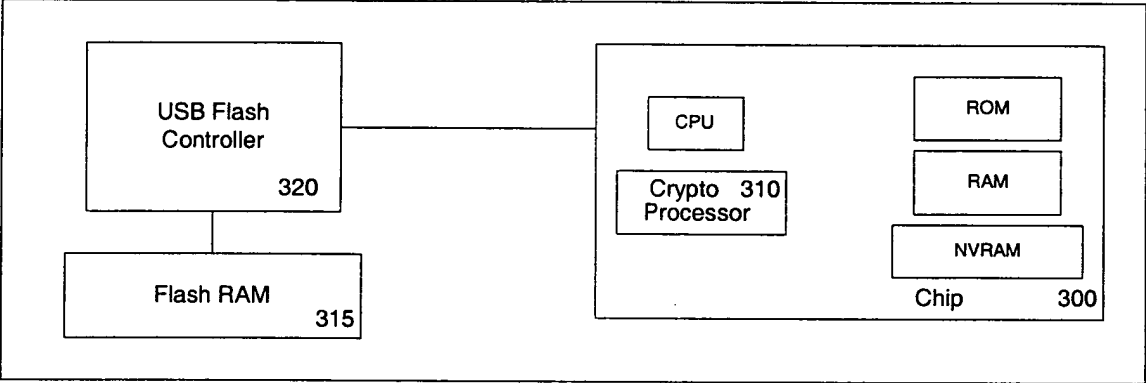 USB Flash
Controller
320
Flash RAM
315
CPU
Crypto 310
Processor
ROM
RAM
NVRAM
Chip 300